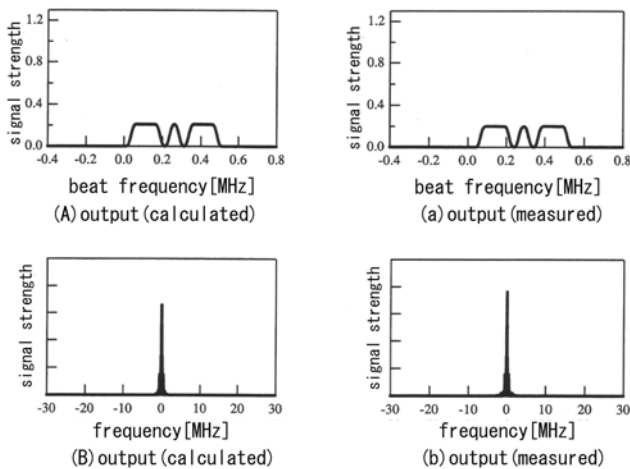 signal strength
1.2
0.8
0.4
0.0
-0.4 -0.2 0.0 0.2 0.4 0.6 0.8
beat frequency[MHz]
(A)output(calculated)
signal strength
1.2
0.8
0.4
0.0
-0.4 -0.2 0.0 0.2 0.4 0.6 0.8
beat frequency[MHz]
(a)output(measured)
signal strength
-30 -20 -10 0 10 20 30
frequency[MHz]
(B)output(calculated)
signal strength
-30 -20 -10 0 10 20 30
frequency[MHz]
(b)output(measured)